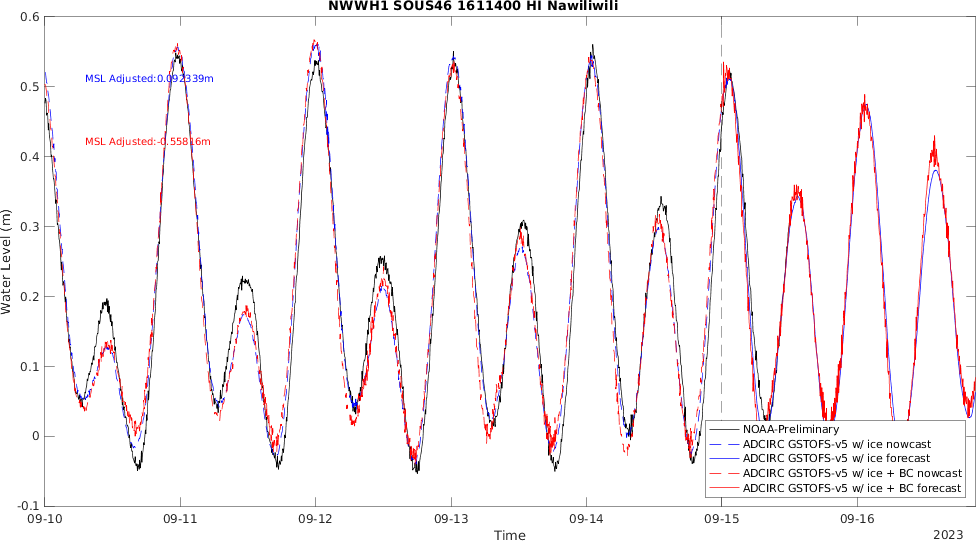 NWWH1 SOUS46 1611400 HI Nawiliwili
0.6
0.5
0.4
0.3
0.2
0.1
0
-0.1
Water Level (m)
MSL Adjusted:0.092339m
MSL Adjusted:-0.55816m
NOAA-Preliminary
ADCIRC GSTOFS-v5 w/ ice nowcast
ADCIRC GSTOFS-v5 w/ ice forecast
ADCIRC GSTOFS-v5 w/ ice + BC nowcast
ADCIRC GSTOFS-v5 w/ ice + BC forecast
09-10 09-11 09-12 09-13 09-14 09-15 09-16
Time
2023